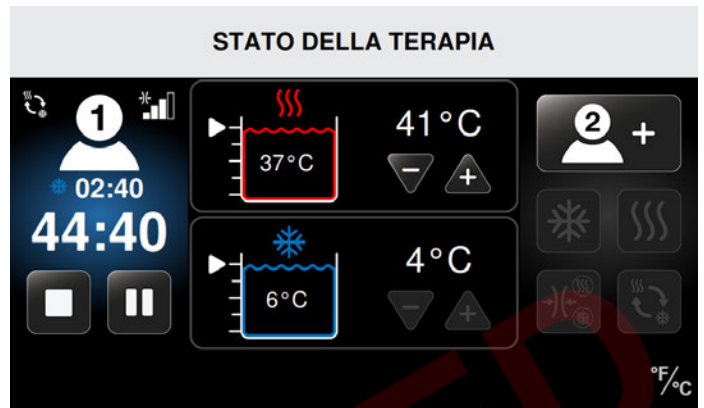 STATO DELLA TERAPIA
1
02:40
44:40
37°C
41°C
- +
6°C
4°C
- +
2 +
°F/°C